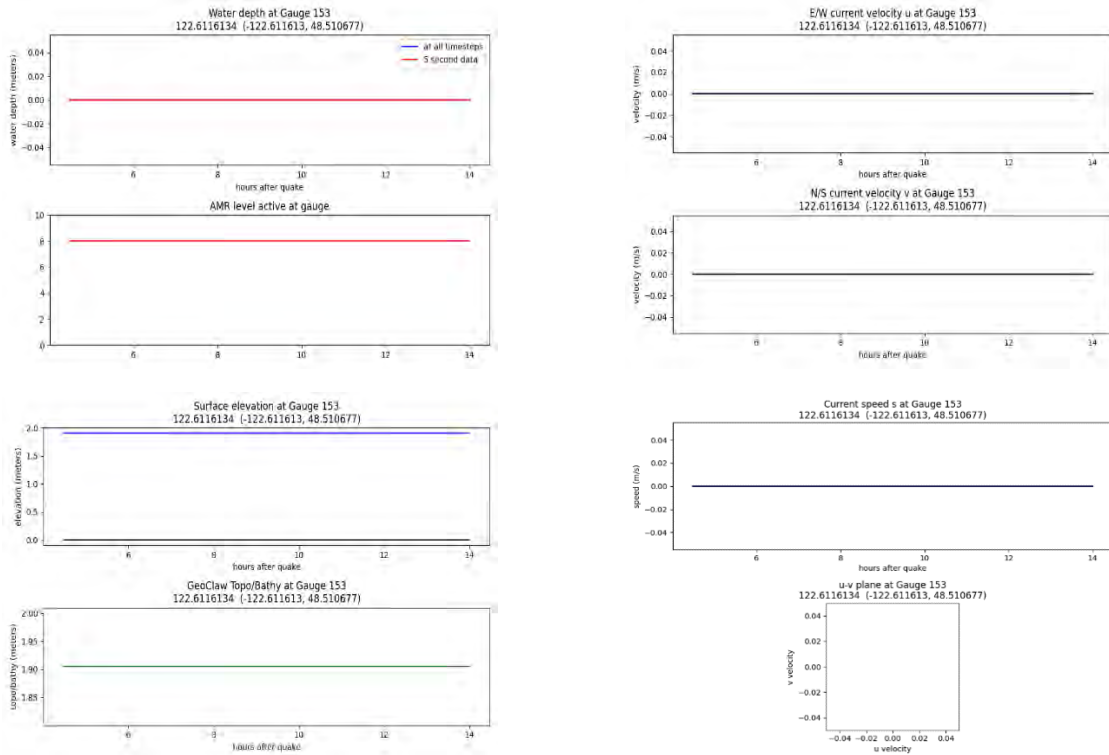 Water depth at Gauge 153
122.6116134 (-122.611613, 48.510677)
at all timesteps
5 second data
0.04
0.02
0.00
−0.02
−0.04
water depth (meters)
6 8 10 12 14
hours after quake
AMR level active at gauge
10
8
6
4
2
0
6 8 10 12 14
hours after quake
Surface elevation at Gauge 153
122.6116134 (-122.611613, 48.510677)
2.0
1.5
1.0
0.5
0.0
elevation (meters)
6 8 10 12 14
hours after quake
GeoClaw Topo/Bathy at Gauge 153
122.6116134 (-122.611613, 48.510677)
2.00
1.95
1.90
1.85
topo/bathy (meters)
6 8 10 12 14
hours after quake
E/W current velocity u at Gauge 153
122.6116134 (-122.611613, 48.510677)
0.04
0.02
0.00
−0.02
−0.04
velocity (m/s)
6 8 10 12 14
hours after quake
N/S current velocity v at Gauge 153
122.6116134 (-122.611613, 48.510677)
0.04
0.02
0.00
−0.02
−0.04
velocity (m/s)
6 8 10 12 14
hours after quake
Current speed s at Gauge 153
122.6116134 (-122.611613, 48.510677)
0.04
0.02
0.00
−0.02
−0.04
speed (m/s)
6 8 10 12 14
hours after quake
u-v plane at Gauge 153
122.6116134 (-122.611613, 48.510677)
0.04
0.02
0.00
−0.02
−0.04
v velocity
−0.04 −0.02 0.00 0.02 0.04
u velocity